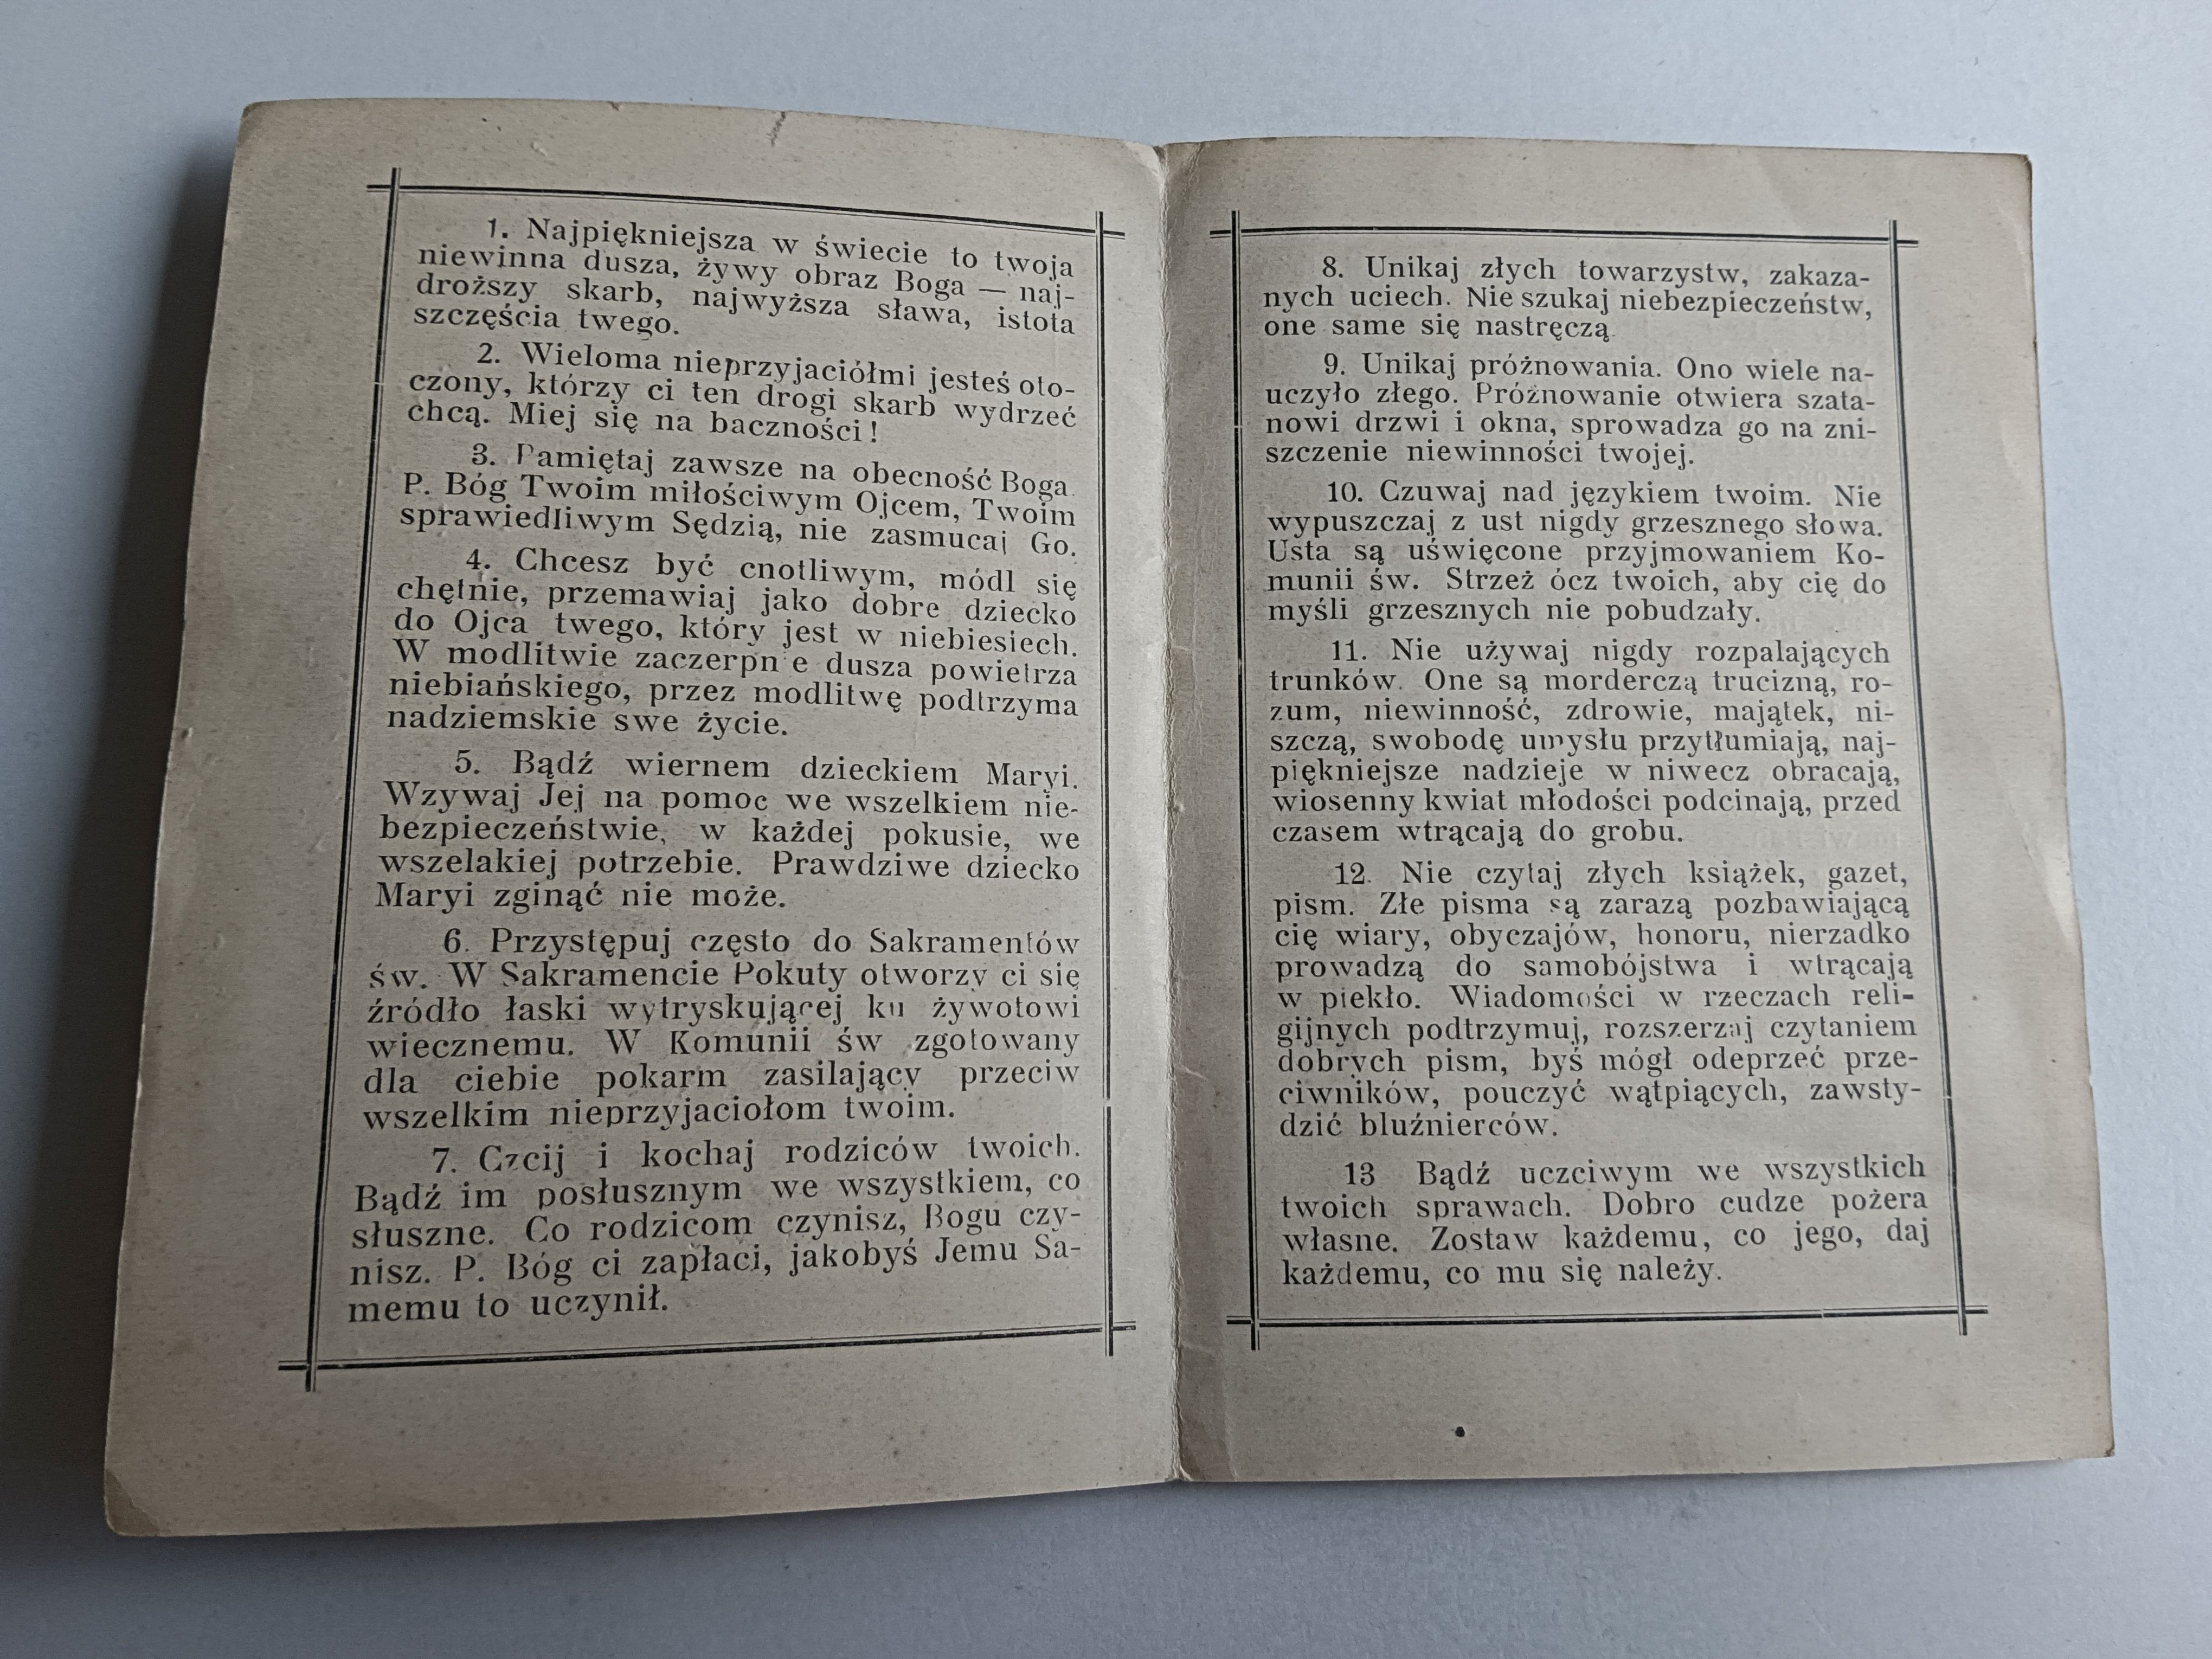 1. Najpiękniejsza w świecie to twoja
niewinna dusza, żywy obraz Boga — naj-
droższy skarb, najwyższa sława, istota
szczęścia twego.
2. Wieloma nieprzyjaciółmi jesteś oto-
czony, którzy ci ten drogi skarb wydrzeć
chcą. Miej się na baczności!
3. Pamiętaj zawsze na obecność Boga.
P. Bóg Twoim miłościwym Ojcem, Twoim
sprawiedliwym Sędzią, nie zasmucaj Go.
4. Chcesz być cnotliwym, módl się
chętnie, przemawiaj jako dobre dziecko
do Ojca twego, który jest w niebiesiech.
W modlitwie zaczerpn e dusza powietrza
niebiańskiego, przez modlitwę podtrzyma
nadziemskie swe życie.
5. Bądź wiernem dzieckiem Maryi.
Wzywaj Jej na pomoc we wszelkiem nie-
bezpieczeństwie, w każdej pokusie, we
wszelakiej potrzebie. Prawdziwe dziecko
Maryi zginąć nie może.
6. Przystępuj często do Sakramentów
św. W Sakramencie Pokuty otworzy ci się
źródło łaski wytryskującej ku żywotowi
wiecznemu. W Komunii św zgotowany
dla ciebie pokarm zasilający przeciw
wszelkim nieprzyjaciołom twoim.
7. Czcij i kochaj rodziców twoich.
Bądź im posłusznym we wszystkiem, co
słuszne. Co rodzicom czynisz, Bogu czy-
nisz. P. Bóg ci zapłaci, jakobyś Jemu Sa-
memu to uczynił.
8. Unikaj złych towarzystw, zakaza-
nych uciech. Nie szukaj niebezpieczeństw,
one same się nastręczą.
9. Unikaj próżnowania. Ono wiele na-
uczyło złego. Próżnowanie otwiera szata-
nowi drzwi i okna, sprowadza go na zni-
szczenie niewinności twojej.
10. Czuwaj nad językiem twoim. Nie
wypuszczaj z ust nigdy grzesznego słowa.
Usta są uświęcone przyjmowaniem Ko-
munii św. Strzeż ócz twoich, aby cię do
myśli grzesznych nie pobudzały.
11. Nie używaj nigdy rozpalających
trunków. One są morderczą trucizną, ro-
zum, niewinność, zdrowie, majątek, ni-
szczą, swobodę umysłu przytłumiają, naj-
piękniejsze nadzieje w niwecz obracają,
wiosenny kwiat młodości podcinają, przed
czasem wtrącają do grobu.
12. Nie czytaj złych książek, gazet,
pism. Złe pisma są zarazą pozbawiającą
cię wiary, obyczajów, honoru, nierzadko
prowadzą do samobójstwa i wtrącają
w piekło. Wiadomości w rzeczach reli-
gijnych podtrzymuj, rozszerzaj czytaniem
dobrych pism, byś mógł odeprzeć prze-
ciwników, pouczyć wątpiących, zawsty-
dzić bluźnierców.
13 Bądź uczciwym we wszystkich
twoich sprawach. Dobro cudze pożera
własne. Zostaw każdemu, co jego, daj
każdemu, co mu się należy.